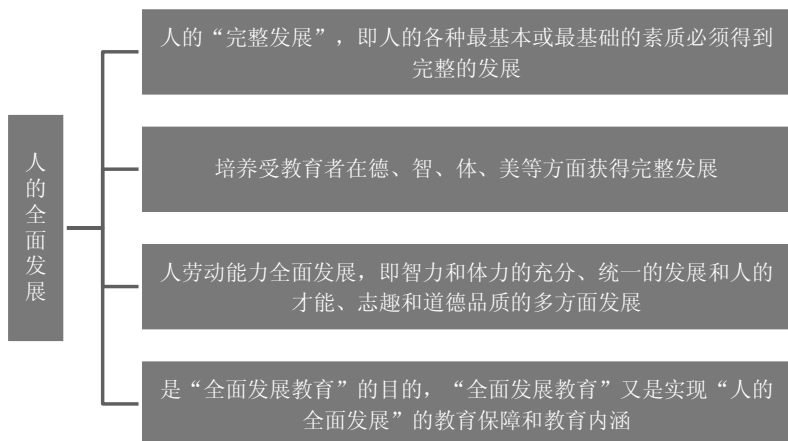 人的全面发展
人的“完整发展”，即人的各种最基本或最基础的素质必须得到
完整的发展
培养受教育者在德、智、体、美等方面获得完整发展
人劳动能力全面发展，即智力和体力的充分、统一的发展和人的
才能、志趣和道德品质的多方面发展
是“全面发展教育”的目的，“全面发展教育”又是实现“人的
全面发展”的教育保障和教育内涵